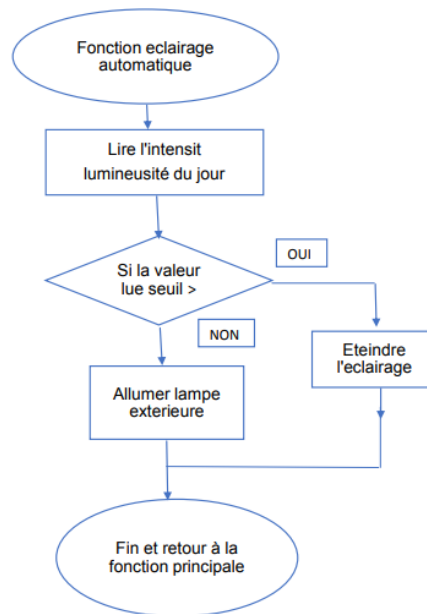 Fonction eclairage
automatique
Lire l'intensit
lumineusité du jour
OUI
Si la valeur
lue seuil >
NON
Eteindre
l'eclairage
Allumer lampe
exterieure
Fin et retour à la
fonction principale